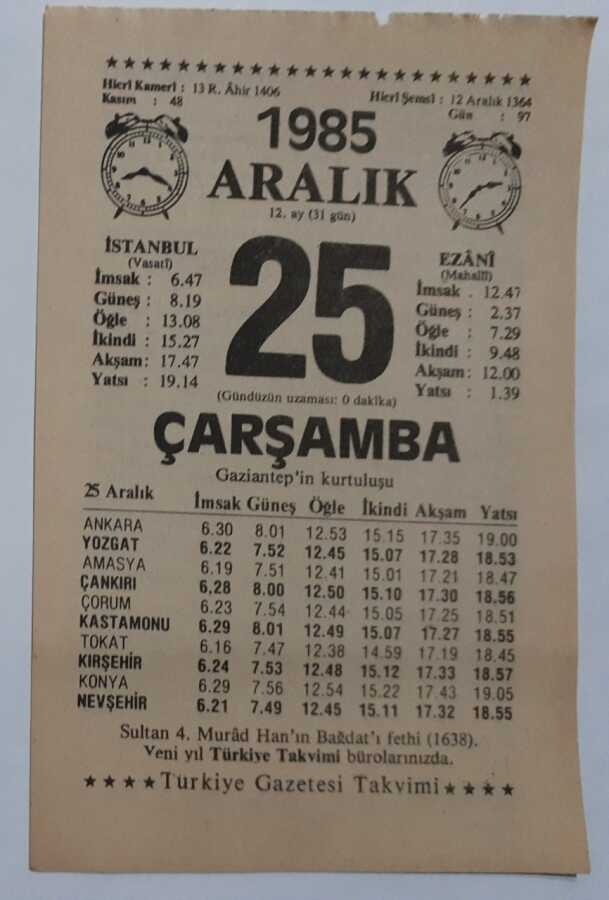 ★★★★★★★★★★★★★★★★★★★★★★★★
Hicrî Kamerî : 13 R. Âhir 1406
Kasım : 48
Hicrî Şemsî : 12 Aralık 1364
Gün : 97
1985
ARALIK
12. ay (31 gün)
25
İSTANBUL
(Vasatî)
İmsak : 6.47
Güneş : 8.19
Öğle : 13.08
İkindi : 15.27
Akşam: 17.47
Yatsı : 19.14
EZÂNÎ
(Mahallî)
İmsak . 12.47
Güneş : 2.37
Öğle : 7.29
İkindi : 9.48
Akşam: 12.00
Yatsı : 1.39
(Gündüzün uzaması: 0 dakika)
ÇARŞAMBA
Gaziantep'in kurtuluşu
25 Aralık İmsak Güneş Öğle İkindi Akşam Yatsı
ANKARA 6.30 8.01 12.53 15.15 17.35 19.00
YOZGAT 6.22 7.52 12.45 15.07 17.28 18.53
AMASYA 6.19 7.51 12.41 15.01 17.21 18.47
ÇANKIRI 6.28 8.00 12.50 15.10 17.30 18.56
ÇORUM 6.23 7.54 12.44 15.05 17.25 18.51
KASTAMONU 6.29 8.01 12.49 15.07 17.27 18.55
TOKAT 6.16 7.47 12.38 14.59 17.19 18.45
KIRŞEHİR 6.24 7.53 12.48 15.12 17.33 18.57
KONYA 6.29 7.56 12.54 15.22 17.43 19.05
NEVŞEHİR 6.21 7.49 12.45 15.11 17.32 18.55
Sultan 4. Murâd Han'ın Bağdat'ı fethi (1638).
Yeni yıl Türkiye Takvimi bürolarınızda.
★★★★Türkiye Gazetesi Takvimi★★★★